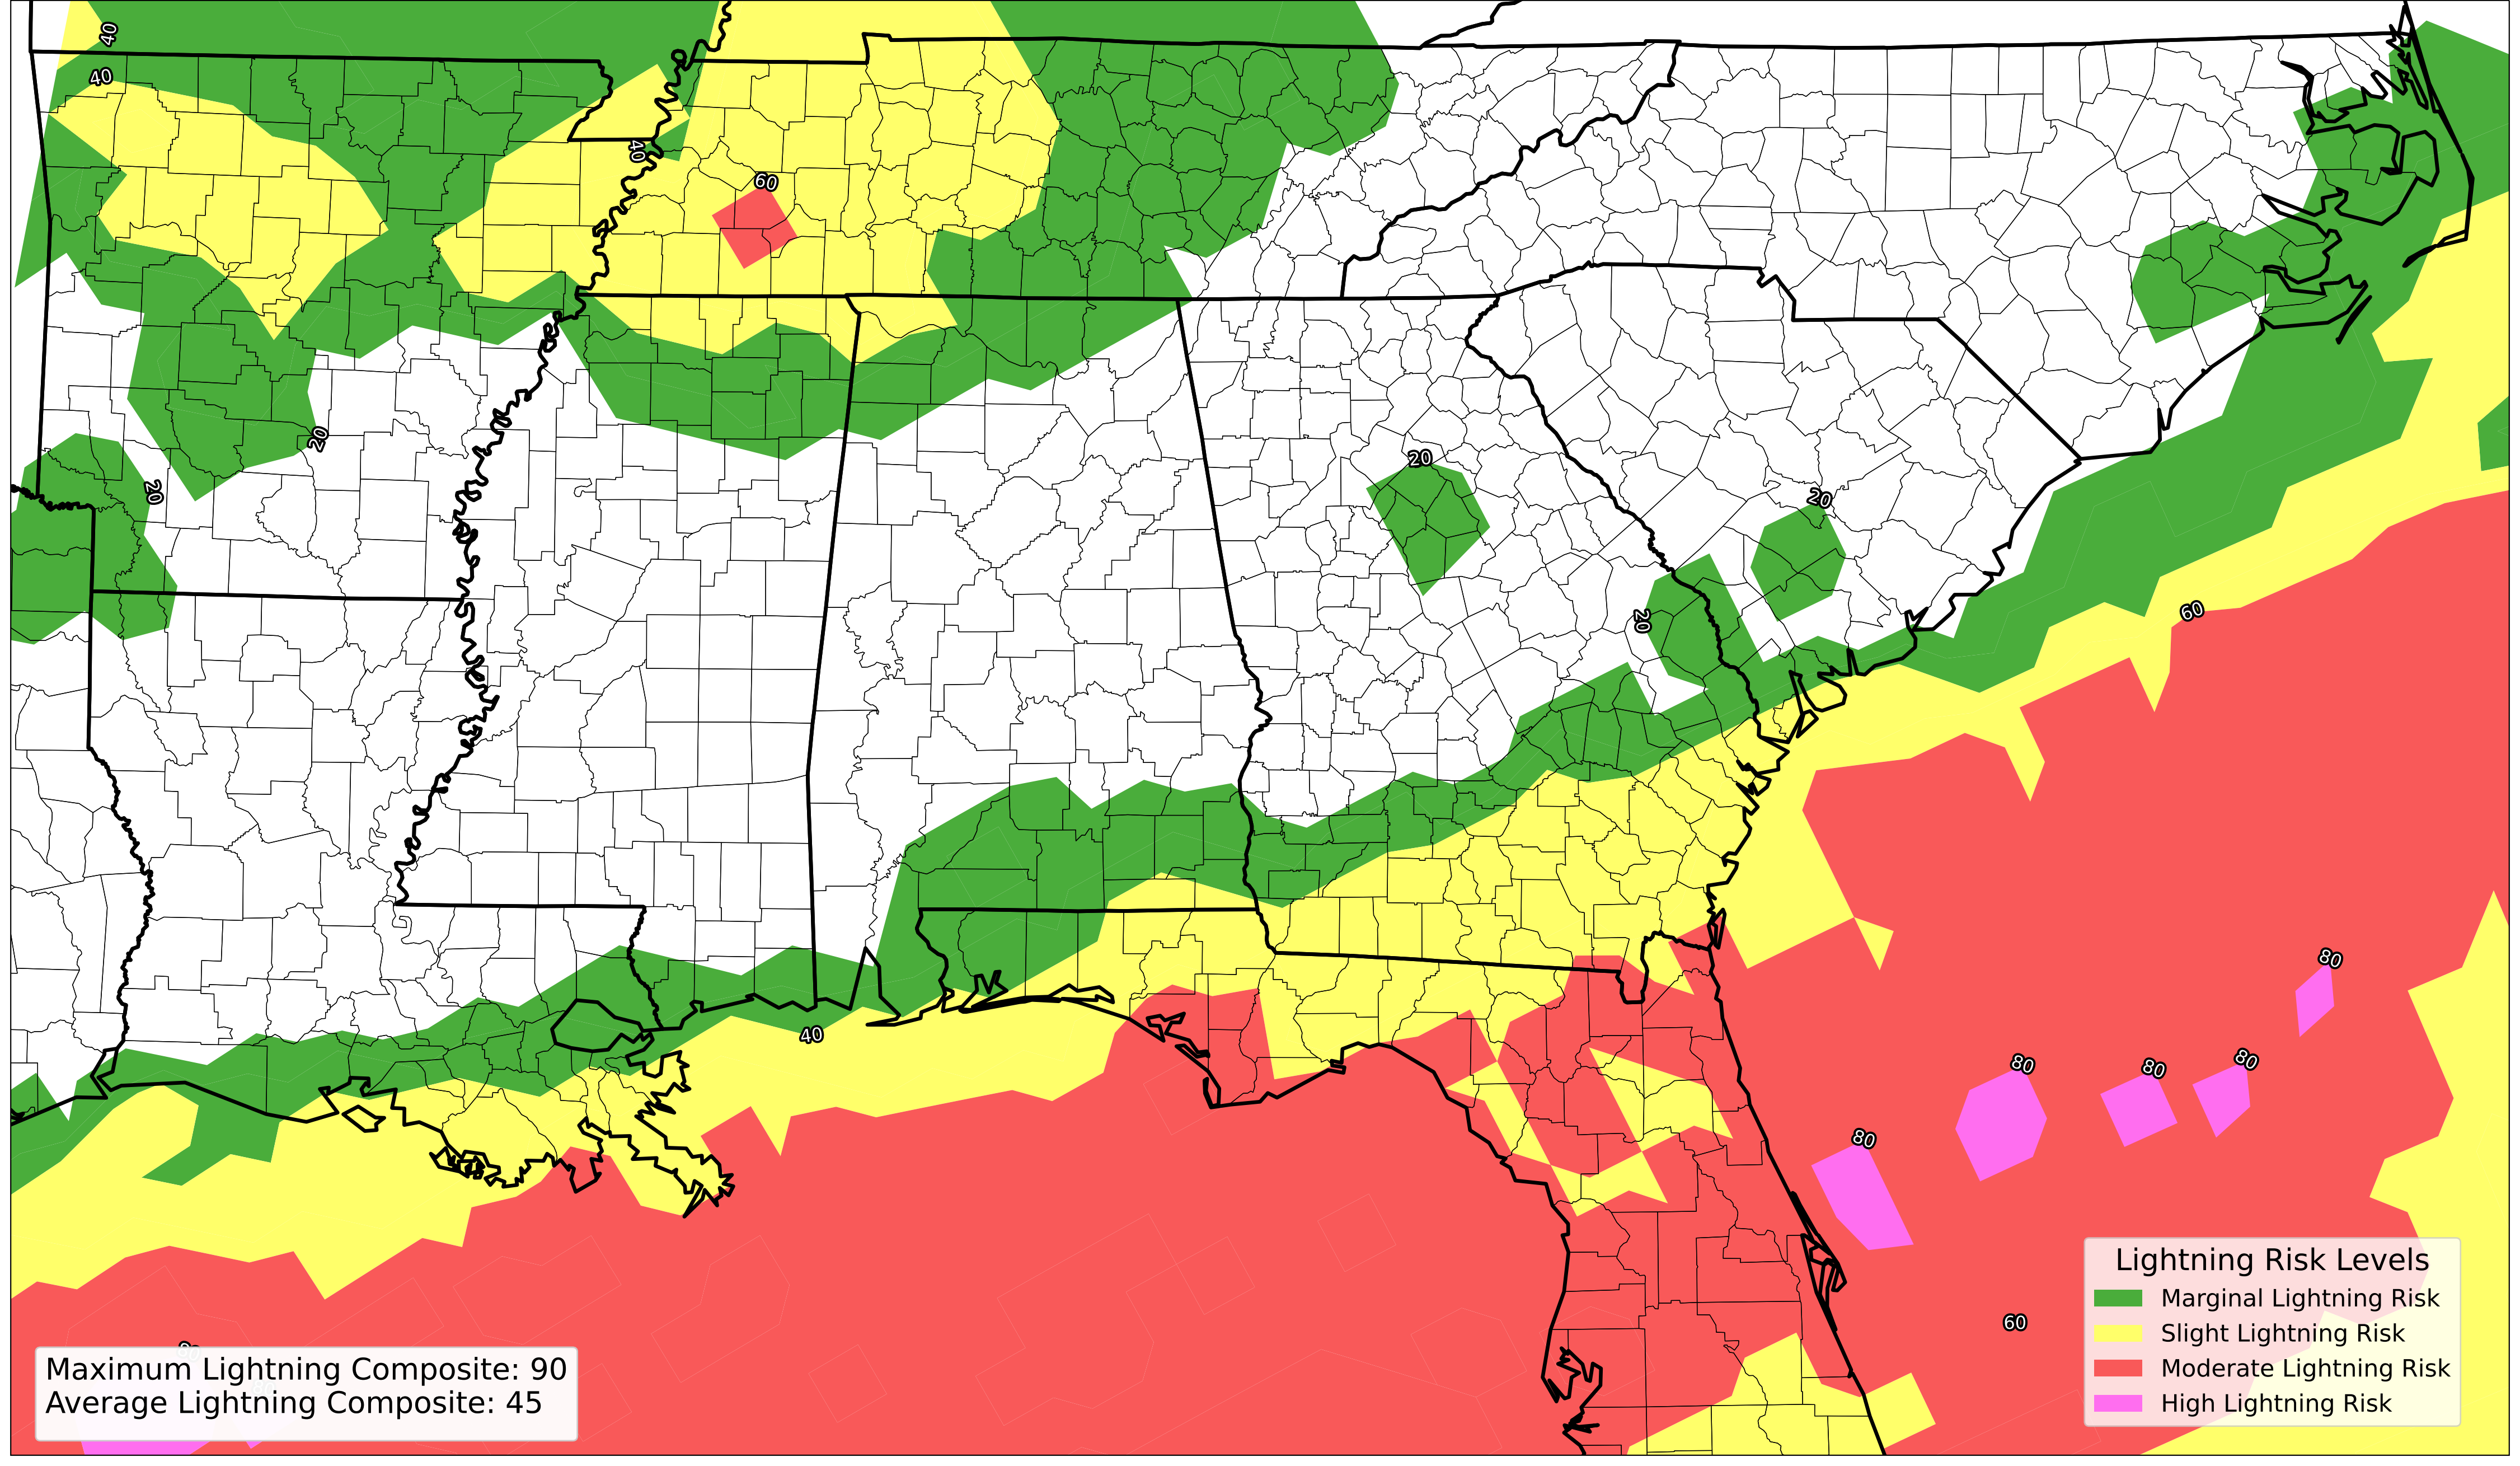 40
40
40
60
20
20
20
20
20
60
40
80
80
80
80
80
60
Lightning Risk Levels
Marginal Lightning Risk
Slight Lightning Risk
Moderate Lightning Risk
High Lightning Risk
Maximum Lightning Composite: 90
Average Lightning Composite: 45